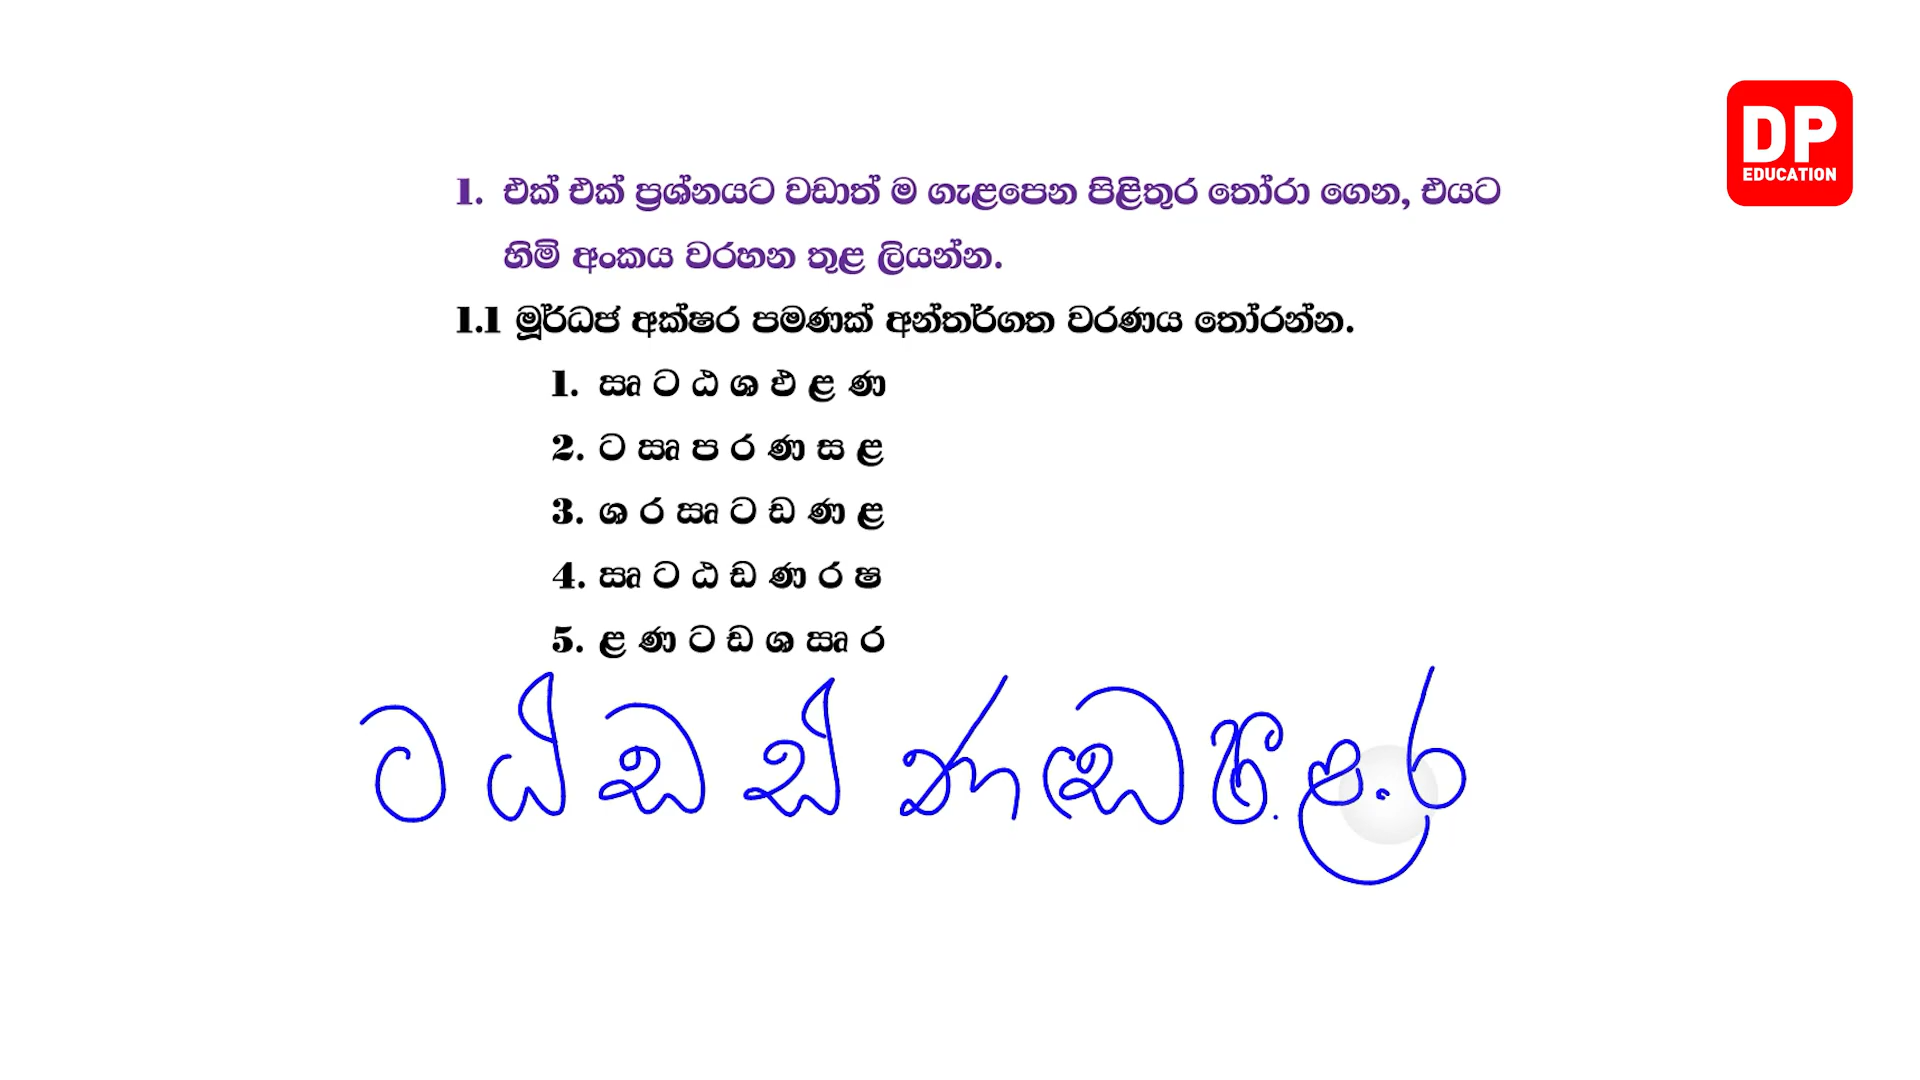 DP
EDUCATION
1. එක් එක් ප්‍රශ්නයට වඩාත් ම ගැළපෙන පිළිතුර තෝරා ගෙන, එයට
හිමි අංකය වරහන තුළ ලියන්න.
1.1 මූර්ධජ අක්ෂර පමණක් අන්තර්ගත වරණය තෝරන්න.
1. ඍ ට ඨ ශ ඵ ළ ණ
2. ට ඍ ප ර ණ ස ළ
3. ශ ර ඍ ට ඩ ණ ළ
4. ඍ ට ඨ ඩ ණ ර ෂ
5. ළ ණ ට ඩ ශ ඍ ර
ට ඨ ඩ ඪ ණ ඬ ෂ ළ ර